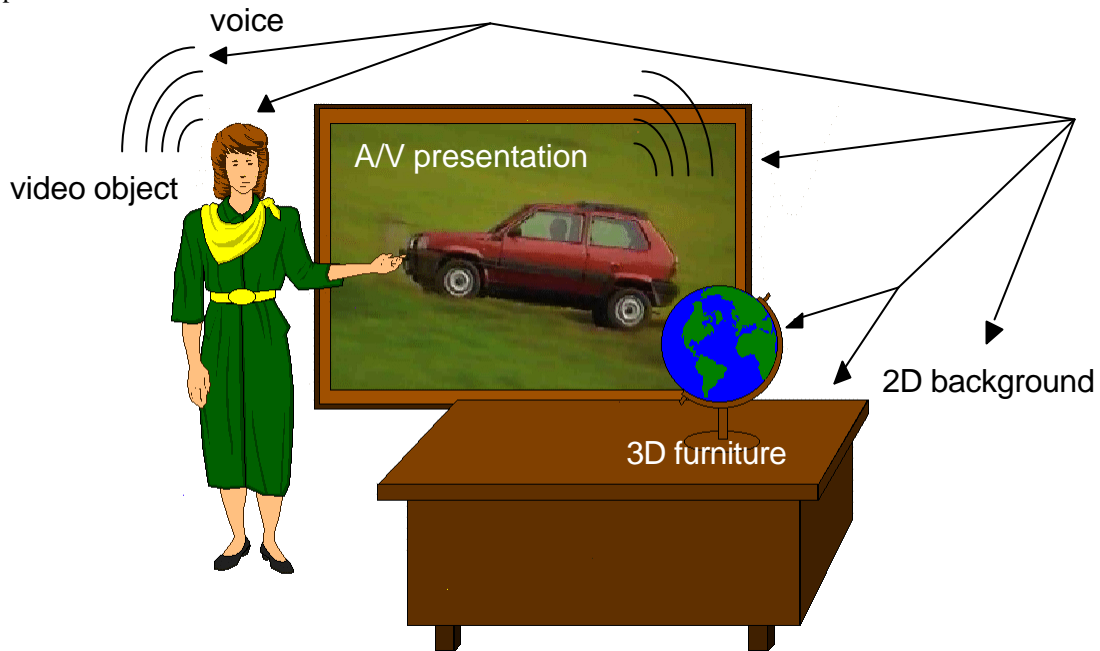 voice
A/V presentation
video object
2D background
3D furniture